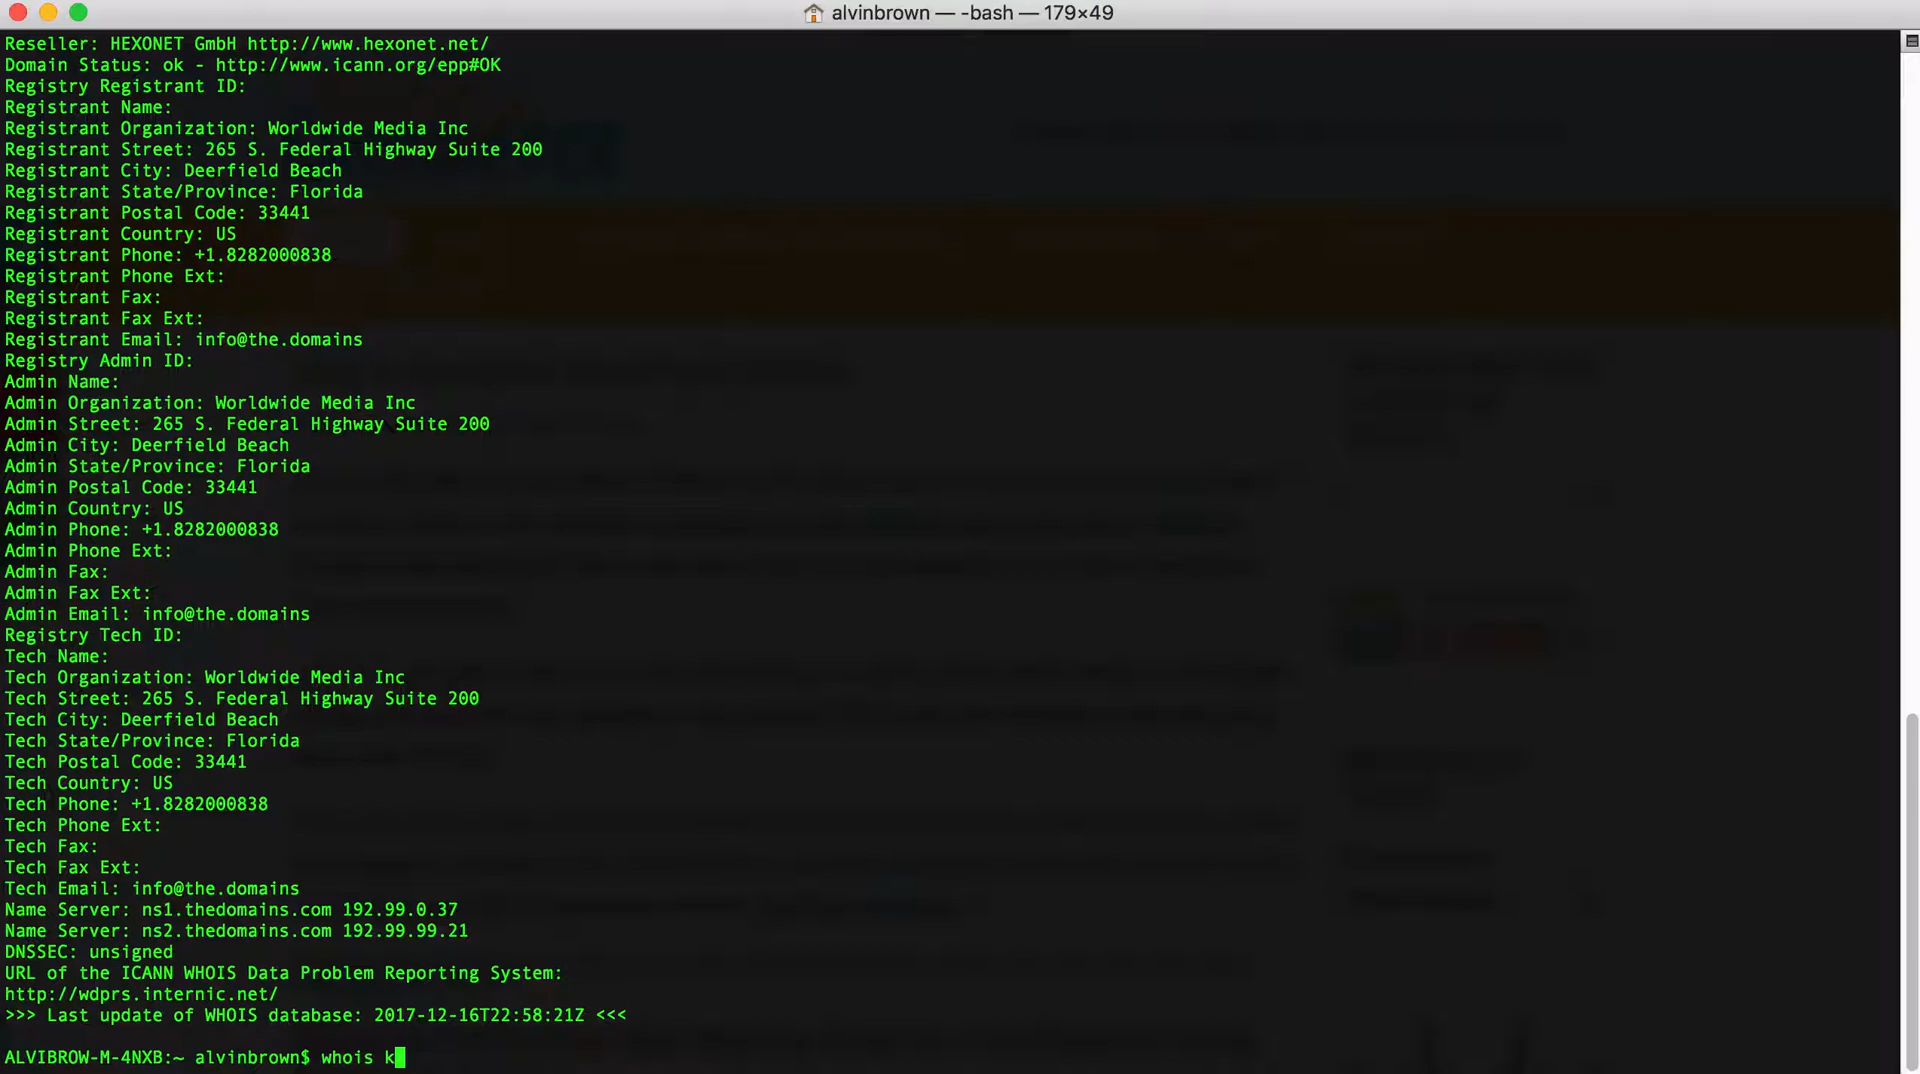 alvinbrown — -bash — 179×49
Reseller: HEXONET GmbH http://www.hexonet.net/
Domain Status: ok - http://www.icann.org/epp#OK
Registry Registrant ID:
Registrant Name:
Registrant Organization: Worldwide Media Inc
Registrant Street: 265 S. Federal Highway Suite 200
Registrant City: Deerfield Beach
Registrant State/Province: Florida
Registrant Postal Code: 33441
Registrant Country: US
Registrant Phone: +1.8282000838
Registrant Phone Ext:
Registrant Fax:
Registrant Fax Ext:
Registrant Email: info@the.domains
Registry Admin ID:
Admin Name:
Admin Organization: Worldwide Media Inc
Admin Street: 265 S. Federal Highway Suite 200
Admin City: Deerfield Beach
Admin State/Province: Florida
Admin Postal Code: 33441
Admin Country: US
Admin Phone: +1.8282000838
Admin Phone Ext:
Admin Fax:
Admin Fax Ext:
Admin Email: info@the.domains
Registry Tech ID:
Tech Name:
Tech Organization: Worldwide Media Inc
Tech Street: 265 S. Federal Highway Suite 200
Tech City: Deerfield Beach
Tech State/Province: Florida
Tech Postal Code: 33441
Tech Country: US
Tech Phone: +1.8282000838
Tech Phone Ext:
Tech Fax:
Tech Fax Ext:
Tech Email: info@the.domains
Name Server: ns1.thedomains.com 192.99.0.37
Name Server: ns2.thedomains.com 192.99.99.21
DNSSEC: unsigned
URL of the ICANN WHOIS Data Problem Reporting System:
http://wdprs.internic.net/
>>> Last update of WHOIS database: 2017-12-16T22:58:21Z <<<
ALVIBROW-M-4NXB:~ alvinbrown$ whois k